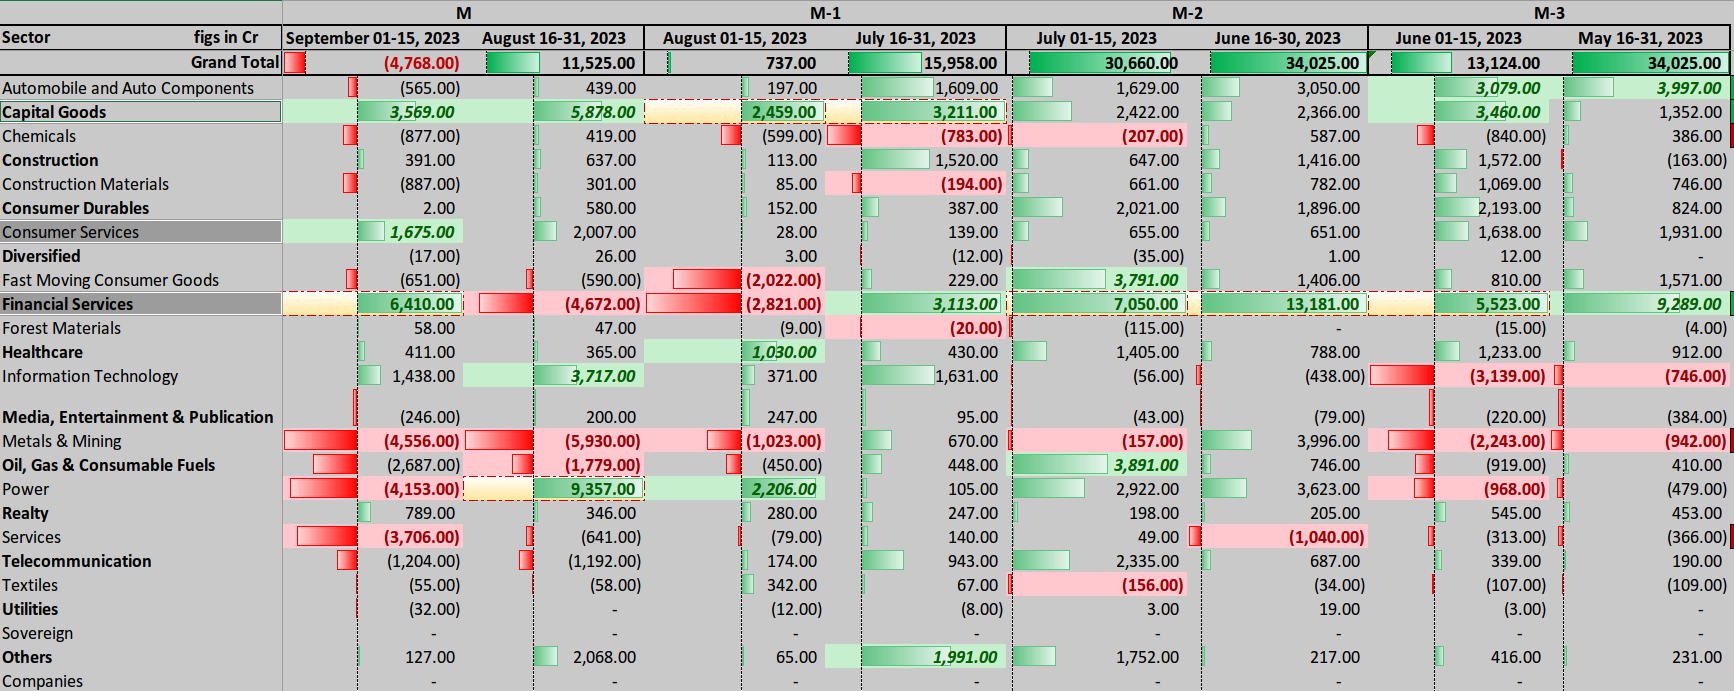 M M-1 M-2 M-3
Sector figs in Cr September 01-15, 2023 August 16-31, 2023 August 01-15, 2023 July 16-31, 2023 July 01-15, 2023 June 16-30, 2023 June 01-15, 2023 May 16-31, 2023
Grand Total (4,768.00) 11,525.00 737.00 15,958.00 30,660.00 34,025.00 13,124.00 34,025.00
Automobile and Auto Components (565.00) 439.00 197.00 1,609.00 1,629.00 3,050.00 3,079.00 3,997.00
Capital Goods 3,569.00 5,878.00 2,459.00 3,211.00 2,422.00 2,366.00 3,460.00 1,352.00
Chemicals (877.00) 419.00 (599.00) (783.00) (207.00) 587.00 (840.00) 386.00
Construction 391.00 637.00 113.00 1,520.00 647.00 1,416.00 1,572.00 (163.00)
Construction Materials (887.00) 301.00 85.00 (194.00) 661.00 782.00 1,069.00 746.00
Consumer Durables 2.00 580.00 152.00 387.00 2,021.00 1,896.00 2,193.00 824.00
Consumer Services 1,675.00 2,007.00 28.00 139.00 655.00 651.00 1,638.00 1,931.00
Diversified (17.00) 26.00 3.00 (12.00) (35.00) 1.00 12.00 -
Fast Moving Consumer Goods (651.00) (590.00) (2,022.00) 229.00 3,791.00 1,406.00 810.00 1,571.00
Financial Services 6,410.00 (4,672.00) (2,821.00) 3,113.00 7,050.00 13,181.00 5,523.00 9,289.00
Forest Materials 58.00 47.00 (9.00) (20.00) (115.00) - (15.00) (4.00)
Healthcare 411.00 365.00 1,030.00 430.00 1,405.00 788.00 1,233.00 912.00
Information Technology 1,438.00 3,717.00 371.00 1,631.00 (56.00) (438.00) (3,139.00) (746.00)
Media, Entertainment & Publication (246.00) 200.00 247.00 95.00 (43.00) (79.00) (220.00) (384.00)
Metals & Mining (4,556.00) (5,930.00) (1,023.00) 670.00 (157.00) 3,996.00 (2,243.00) (942.00)
Oil, Gas & Consumable Fuels (2,687.00) (1,779.00) (450.00) 448.00 3,891.00 746.00 (919.00) 410.00
Power (4,153.00) 9,357.00 2,206.00 105.00 2,922.00 3,623.00 (968.00) (479.00)
Realty 789.00 346.00 280.00 247.00 198.00 205.00 545.00 453.00
Services (3,706.00) (641.00) (79.00) 140.00 49.00 (1,040.00) (313.00) (366.00)
Telecommunication (1,204.00) (1,192.00) 174.00 943.00 2,335.00 687.00 339.00 190.00
Textiles (55.00) (58.00) 342.00 67.00 (156.00) (34.00) (107.00) (109.00)
Utilities (32.00) - (12.00) (8.00) 3.00 19.00 (3.00) -
Sovereign - - - - - - - -
Others 127.00 2,068.00 65.00 1,991.00 1,752.00 217.00 416.00 231.00
Companies - - - - - - - -